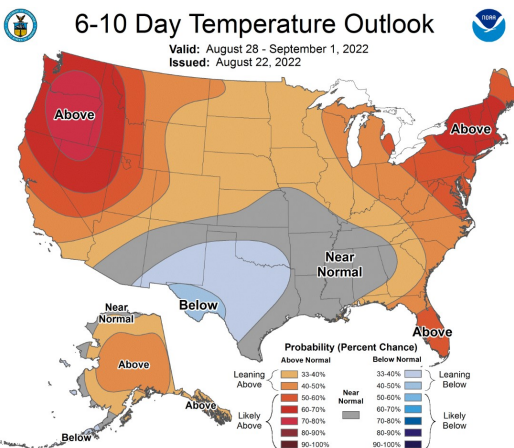 6-10 Day Temperature Outlook
NOAA
Valid: August 28 - September 1, 2022
Issued: August 22, 2022
Above
Above
Near
Normal
Below
Above
Near
Normal
Above
Above
Below
Probability (Percent Chance)
Above Normal
Below Normal
Leaning
Above
33-40%
40-50%
Likely
Above
50-60%
60-70%
70-80%
80-90%
90-100%
Near
Normal
33-40%
40-50%
Leaning
Below
50-60%
60-70%
70-80%
80-90%
90-100%
Likely
Below